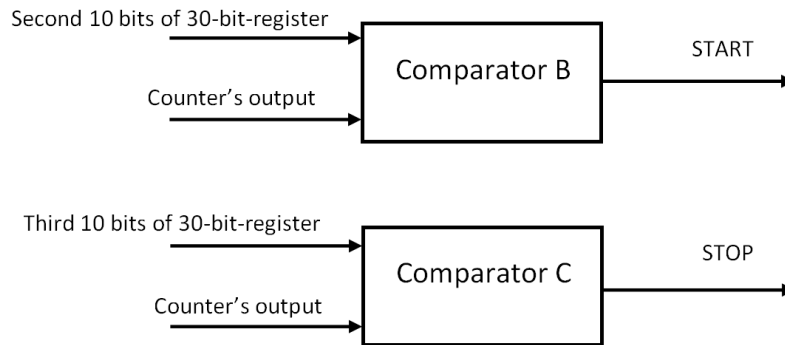 Second 10 bits of 30-bit-register
START
Comparator B
Counter’s output
Third 10 bits of 30-bit-register
STOP
Comparator C
Counter’s output